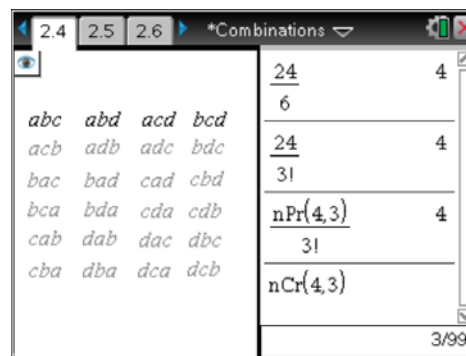 2.4 2.5 2.6 *Combinations
abc abd acd bcd
acb adb adc bdc
bac bad cad cbd
bca bda cda cdb
cab dab dac dbc
cba dba dca dcb
24/6 4
24/3! 4
nPr(4,3)/3! 4
nCr(4,3)
3/99